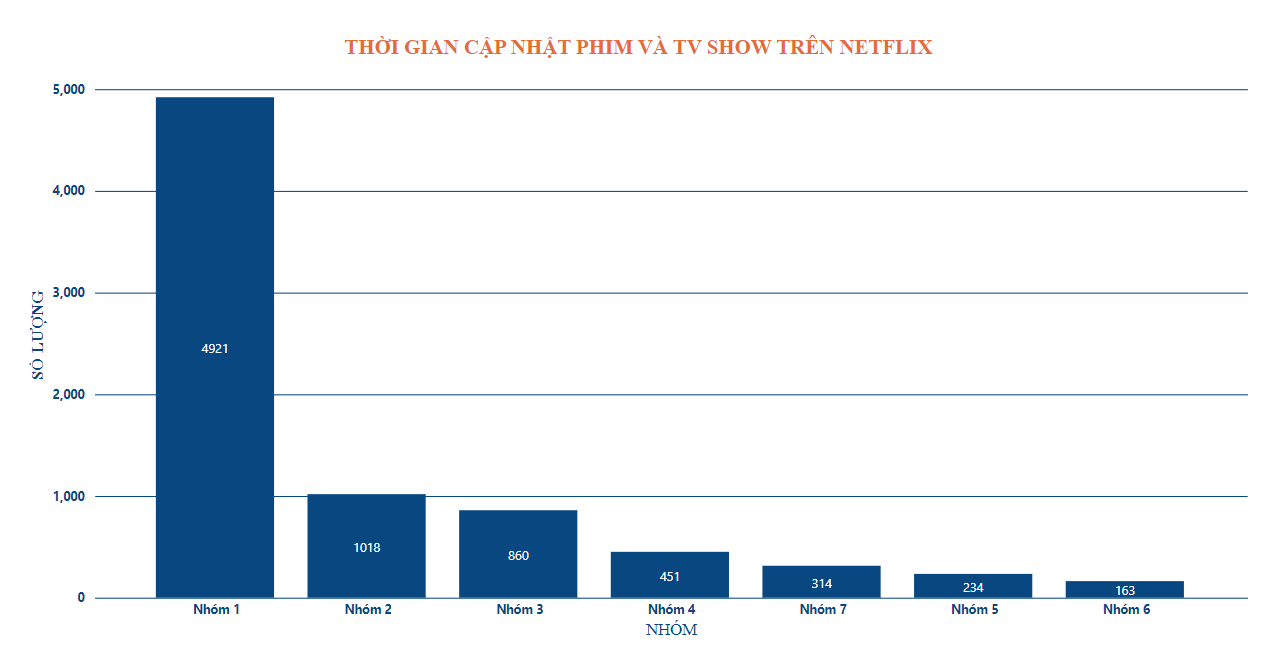 THỜI GIAN CẬP NHẬT PHIM VÀ TV SHOW TRÊN NETFLIX
SỐ LƯỢNG
5,000
4,000
3,000
2,000
1,000
0
4921
1018
860
451
314
234
163
Nhóm 1
Nhóm 2
Nhóm 3
Nhóm 4
Nhóm 7
Nhóm 5
Nhóm 6
NHÓM